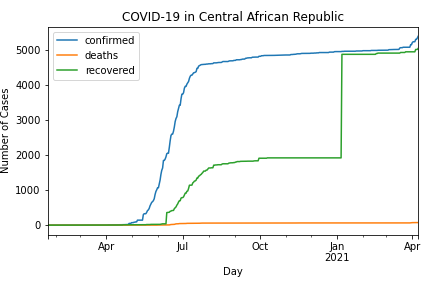 COVID-19 in Central African Republic
confirmed
deaths
recovered
Number of Cases
5000
4000
3000
2000
1000
0
Apr
Jul
Oct
Jan
2021
Apr
Day